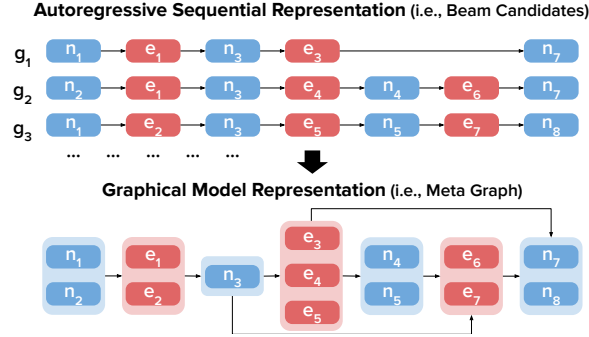 Autoregressive Sequential Representation (i.e., Beam Candidates)
g1 n1 e1 n3 e3 n7
g2 n2 e1 n3 e4 n4 e6 n7
g3 n1 e2 n3 e5 n5 e7 n8
... ... ... ... ...
Graphical Model Representation (i.e., Meta Graph)
e3
n1 e1 n4 e6 n7
n3 e4
n2 e2 n5 e7 n8
e5